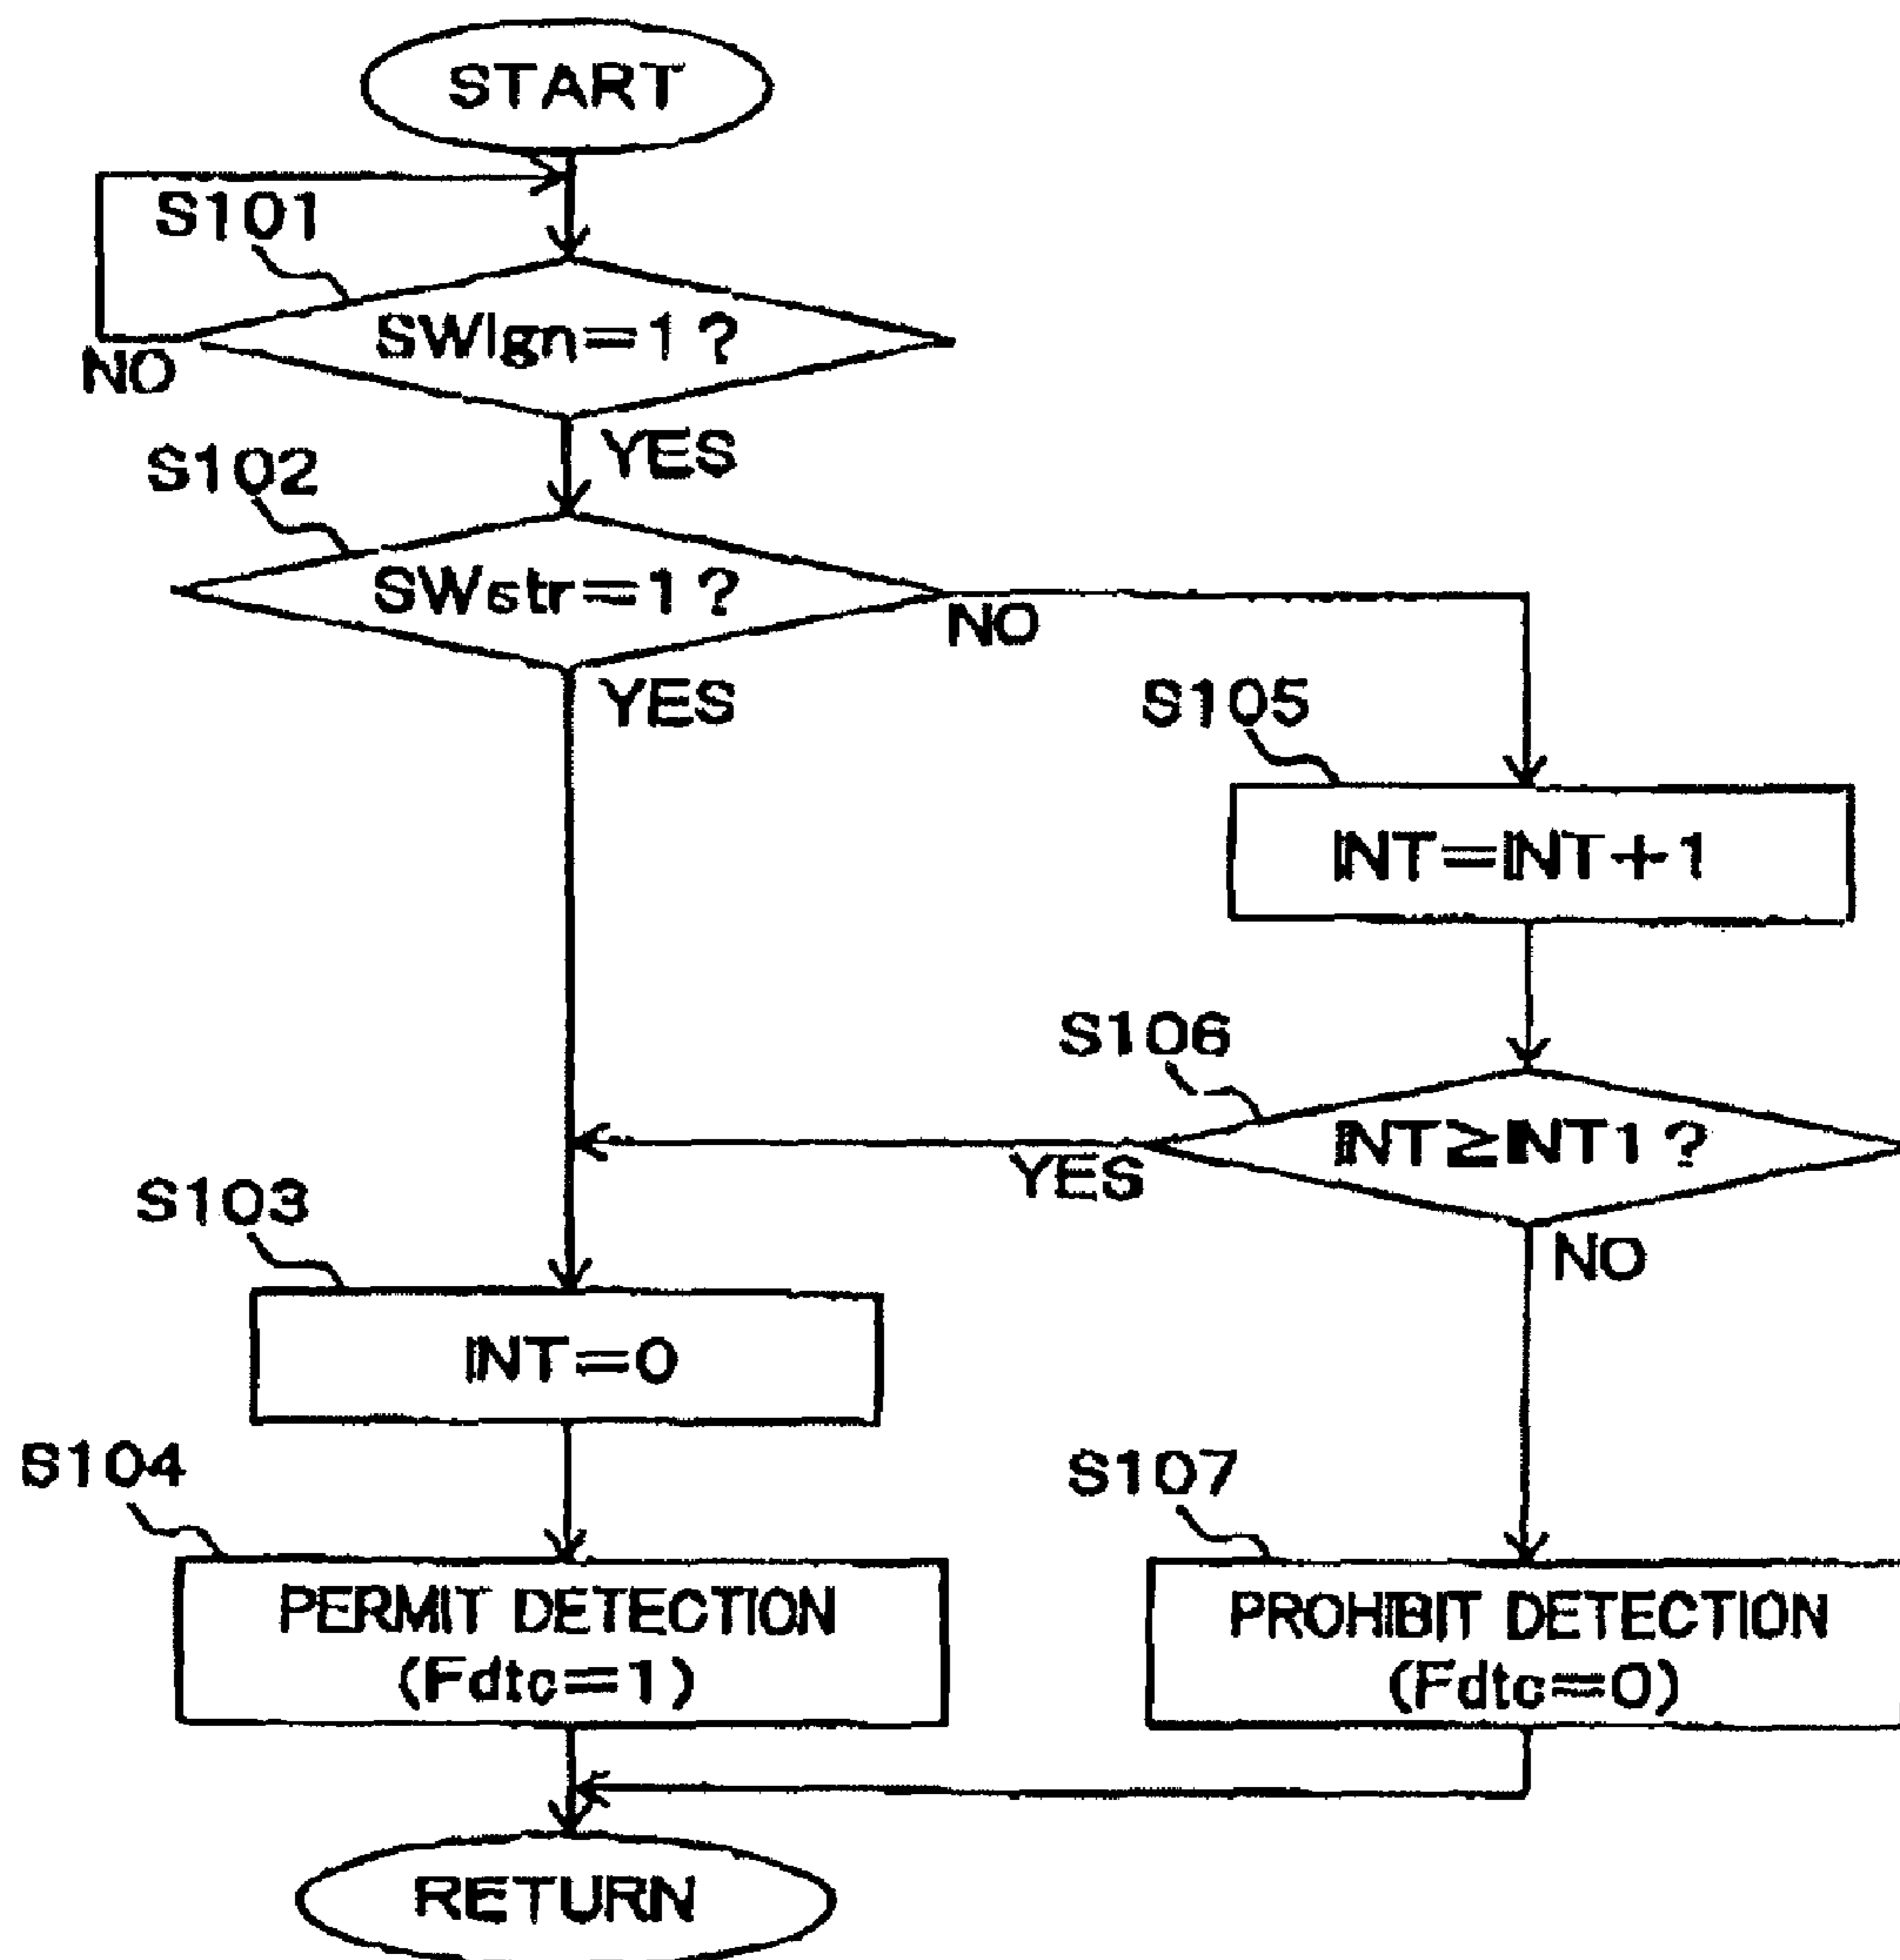 START
S101
SWIgn=1?
NO
YES
S102
SWstr=1?
NO
YES
S105
INT=INT+1
S106
INT≧INT1?
YES
NO
S103
INT=0
S104
PERMIT DETECTION
(Fdtc=1)
S107
PROHIBIT DETECTION
(Fdtc=0)
RETURN